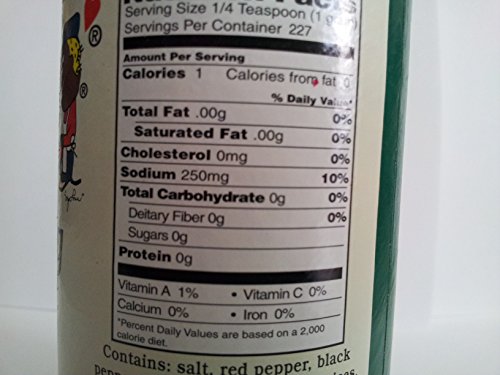 Serving Size 1/4 Teaspoon (1
Servings Per Container 227
Amount Per Serving
Calories 1 Calories from fat 0
% Daily Value*
Total Fat .00g 0%
Saturated Fat .00g 0%
Cholesterol 0mg 0%
Sodium 250mg 10%
Total Carbohydrate 0g 0%
Deitary Fiber 0g 0%
Sugars 0g
Protein 0g
Vitamin A 1% • Vitamin C 0%
Calcium 0% • Iron 0%
*Percent Daily Values are based on a 2,000
calorie diet.
Contains: salt, red pepper, black
®
®